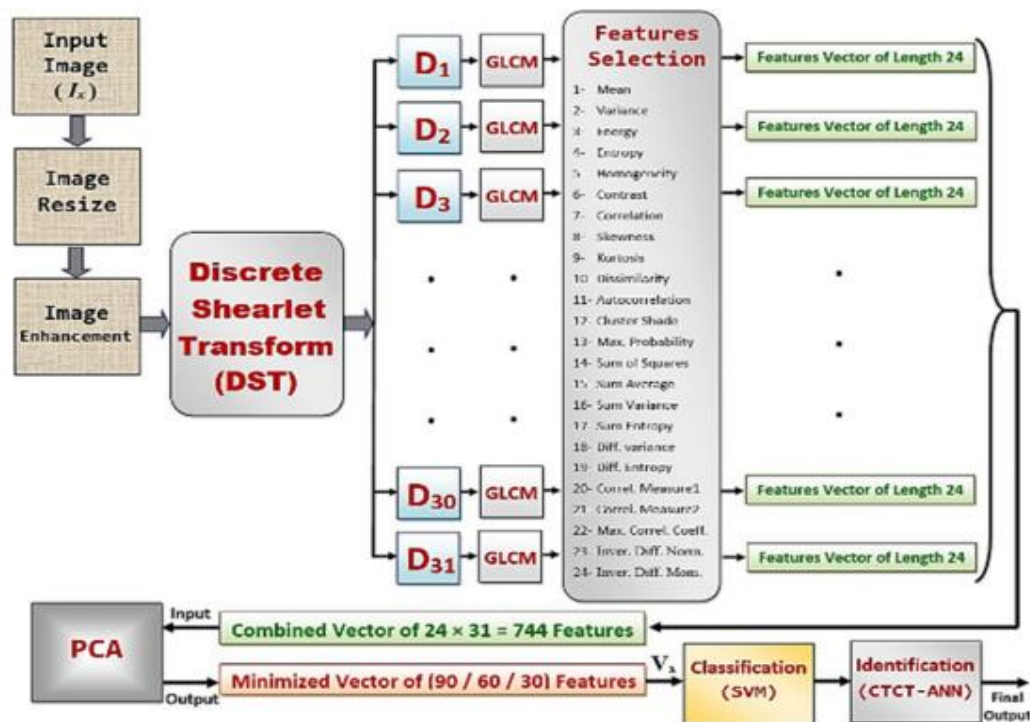 Input
Image
(Iₓ)
Image
Resize
Image
Enhancement
Discrete
Shearlet
Transform
(DST)
D₁
GLCM
D₂
GLCM
D₃
GLCM
D₃₀
GLCM
D₃₁
GLCM
Features
Selection
1- Mean
2- Variance
3 Energy
4- Entropy
5 Homogeneity
6- Contrast
7- Correlation
8- Skewness
9- Kurtosis
10 Dissimilarity
11- Autocorrelation
12- Cluster Shade
13- Max. Probability
14- Sum of Squares
15 Sum Average
16- Sum Variance
17- Sum Entropy
18- Diff. variance
19- Diff. Entropy
20- Correl. Measure1
21- Correl. Measure2
22- Max. Correl. Coeff.
23- Inver. Diff. Norm.
24- Inver. Diff. Mom.
Features Vector of Length 24
Features Vector of Length 24
Features Vector of Length 24
Features Vector of Length 24
Features Vector of Length 24
PCA
Input
Combined Vector of 24 × 31 = 744 Features
Output
Minimized Vector of (90 / 60 / 30) Features
Vₓ
Classification
(SVM)
Identification
(CTCT-ANN)
Final
Output